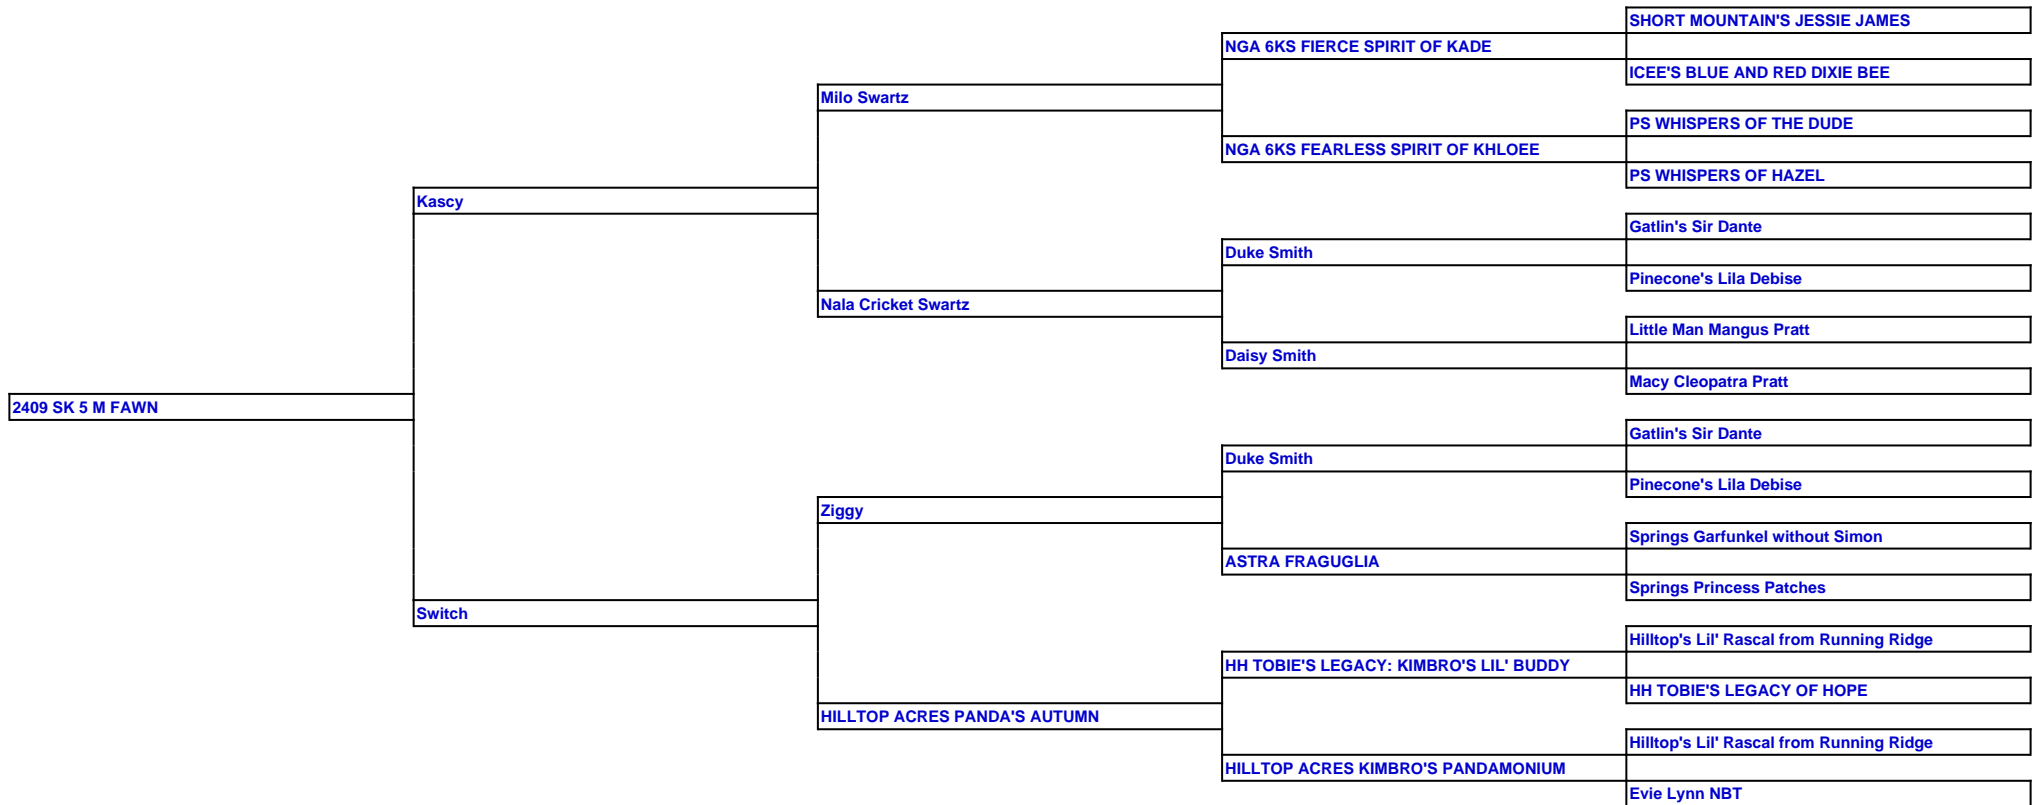 SHORT MOUNTAIN'S JESSIE JAMES
NGA 6KS FIERCE SPIRIT OF KADE
ICEE'S BLUE AND RED DIXIE BEE
Milo Swartz
PS WHISPERS OF THE DUDE
NGA 6KS FEARLESS SPIRIT OF KHLOEE
PS WHISPERS OF HAZEL
Kascy
Gatlin's Sir Dante
Duke Smith
Pinecone's Lila Debise
Nala Cricket Swartz
Little Man Mangus Pratt
Daisy Smith
Macy Cleopatra Pratt
2409 SK 5 M FAWN
Gatlin's Sir Dante
Duke Smith
Pinecone's Lila Debise
Ziggy
Springs Garfunkel without Simon
ASTRA FRAGUGLIA
Springs Princess Patches
Switch
Hilltop's Lil' Rascal from Running Ridge
HH TOBIE'S LEGACY: KIMBRO'S LIL' BUDDY
HH TOBIE'S LEGACY OF HOPE
HILLTOP ACRES PANDA'S AUTUMN
Hilltop's Lil' Rascal from Running Ridge
HILLTOP ACRES KIMBRO'S PANDAMONIUM
Evie Lynn NBT